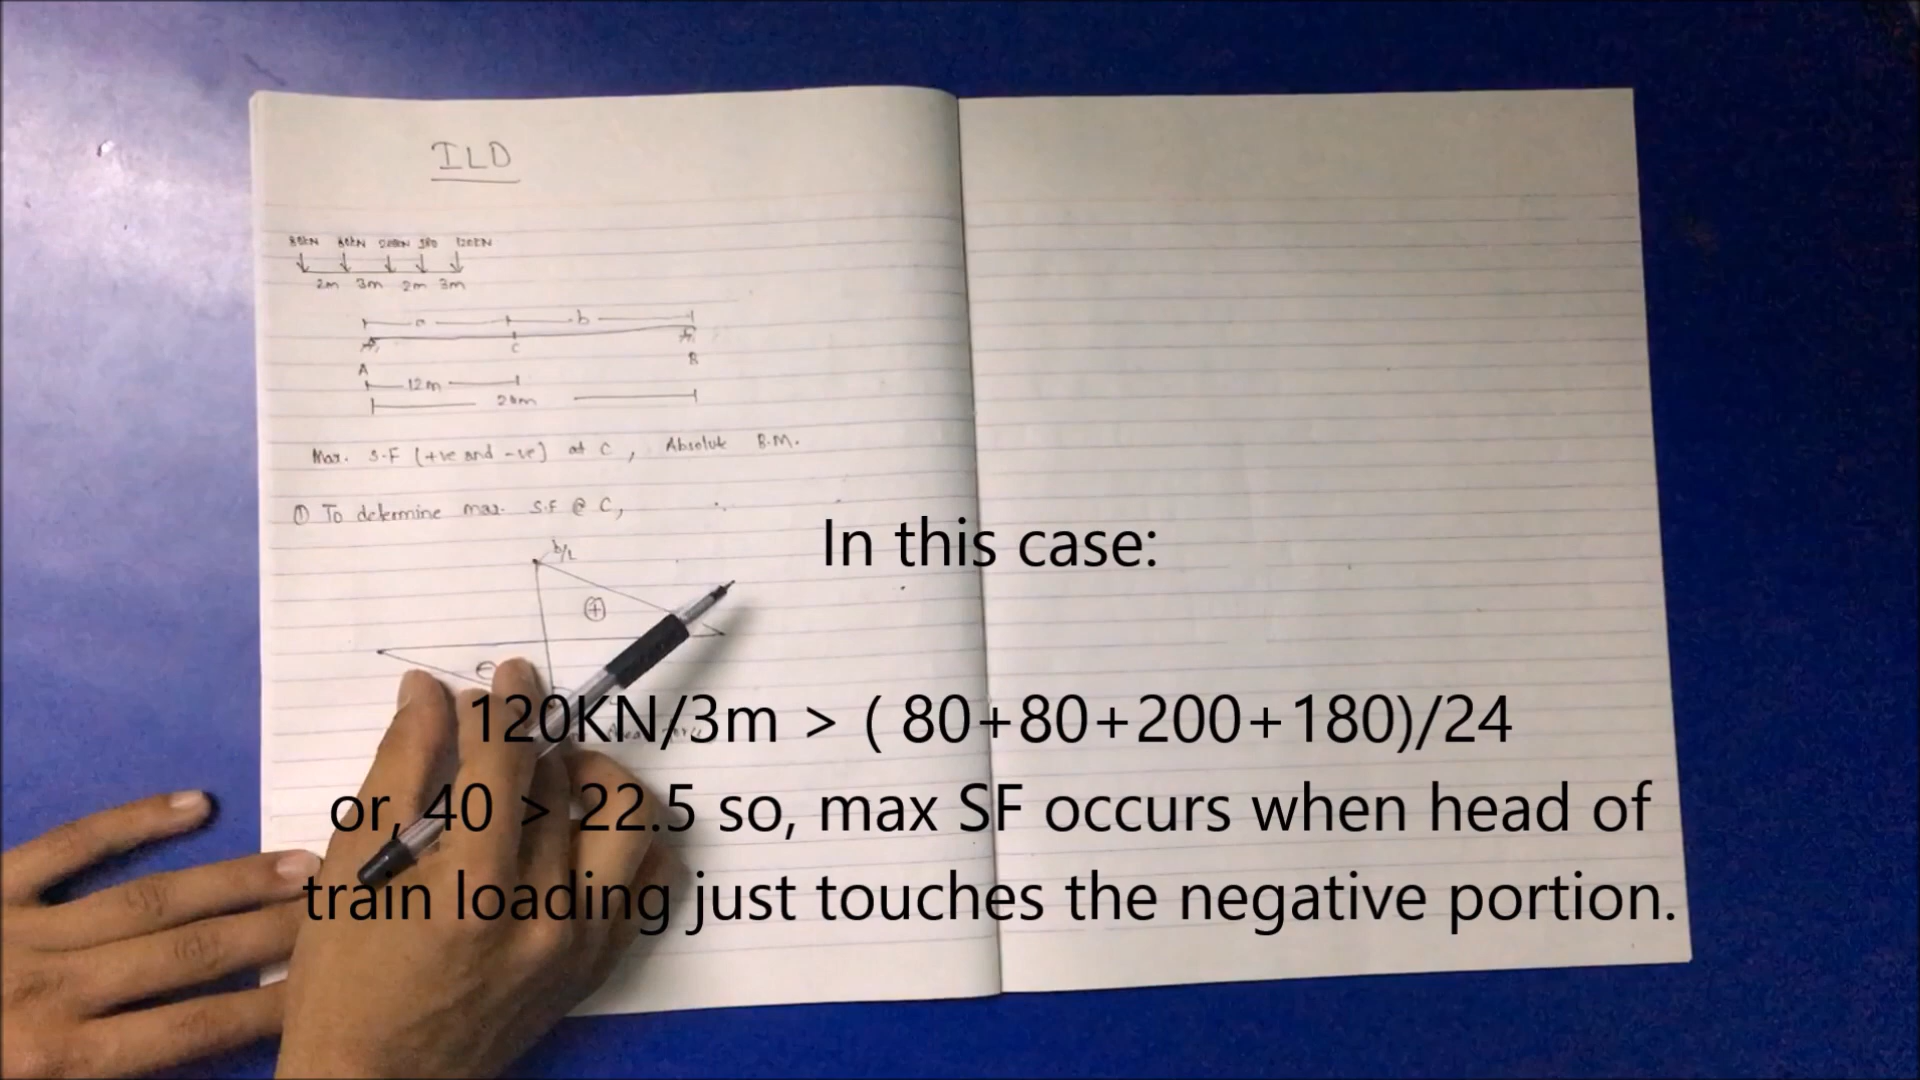 ILD
80kN 80kN 200kN 180 120kN
2m 3m 2m 3m
a b
C
A B
12m
24m
Max. S.F (+ve and -ve) at C, Absolute B.M.
① To determine max. S.F @ C,
b/L
+
In this case:
120KN/3m > ( 80+80+200+180)/24
or, 40 > 22.5 so, max SF occurs when head of
train loading just touches the negative portion.